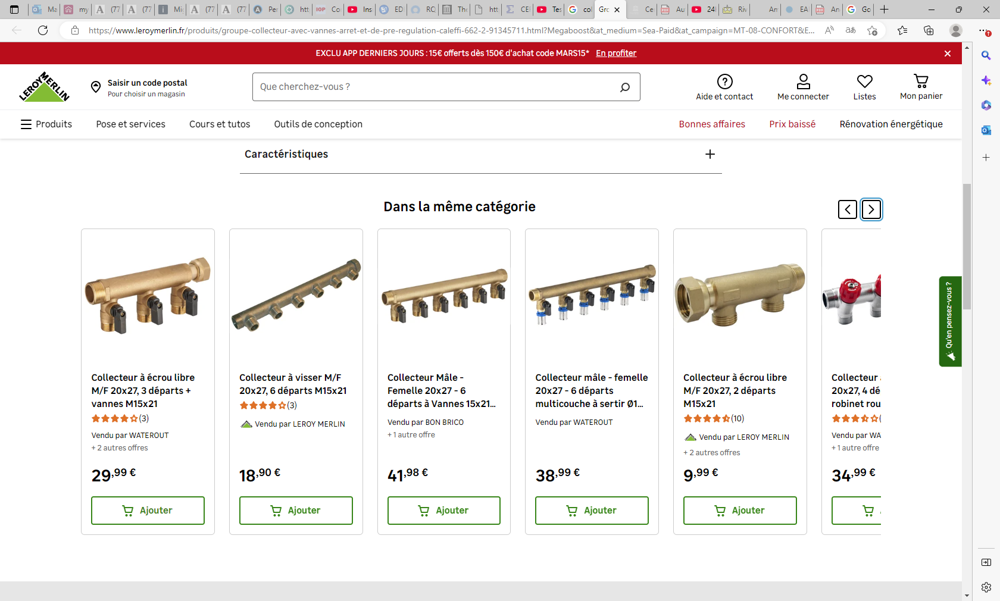 Ma
my
(77
(77
Mi
(77
(77
Per
htt
IOP
Co
Ins
ED
RC
The
htt
CEI
Tes
col
Grc
Ce
Au
24
Riv
Am
EA
An
Go
https://www.leroymerlin.fr/produits/groupe-collecteur-avec-vannes-arret-et-de-pre-regulation-caleffi-662-2-91345711.html?Megaboost&at_medium=Sea-Paid&at_campaign=MT-08-CONFORT&E...
EXCLU APP DERNIERS JOURS : 15€ offerts dès 150€ d'achat code MARS15* En profiter
LEROY MERLIN
Saisir un code postal
Pour choisir un magasin
Que cherchez-vous ?
Aide et contact
Me connecter
Listes
Mon panier
Produits
Pose et services
Cours et tutos
Outils de conception
Bonnes affaires
Prix baissé
Rénovation énergétique
Caractéristiques
Dans la même catégorie
Collecteur à écrou libre
M/F 20x27, 3 départs +
vannes M15x21
(3)
Vendu par WATEROUT
+ 2 autres offres
29,99 €
Ajouter
Collecteur à visser M/F
20x27, 6 départs M15x21
(3)
Vendu par LEROY MERLIN
18,90 €
Ajouter
Collecteur Mâle -
Femelle 20x27 - 6
départs à Vannes 15x21...
Vendu par BON BRICO
+ 1 autre offre
41,98 €
Ajouter
Collecteur mâle - femelle
20x27 - 6 départs
multicouche à sertir Ø1...
Vendu par WATEROUT
38,99 €
Ajouter
Collecteur à écrou libre
M/F 20x27, 2 départs
M15x21
(10)
Vendu par LEROY MERLIN
+ 2 autres offres
9,99 €
Ajouter
Collecteur
20x27, 4 dé
robinet rou
Vendu par WA
+ 1 autre offre
34,99 €
Qu'en pensez-vous ?